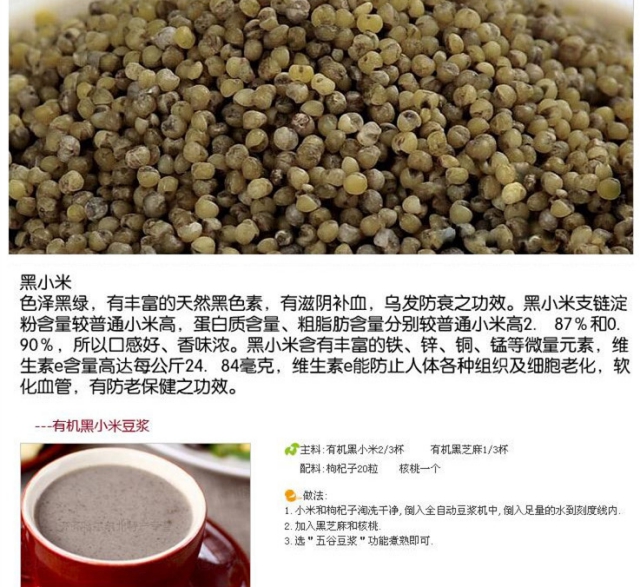 黑小米
色泽黑绿，有丰富的天然黑色素，有滋阴补血，乌发防衰之功效。黑小米支链淀
粉含量较普通小米高，蛋白质含量、粗脂肪含量分别较普通小米高2. 87％和0.
90％，所以口感好、香味浓。黑小米含有丰富的铁、锌、铜、锰等微量元素，维
生素e含量高达每公斤24. 84毫克，维生素e能防止人体各种组织及细胞老化，软
化血管，有防老保健之功效。
---有机黑小米豆浆
主料:有机黑小米2/3杯 有机黑芝麻1/3杯
配料:枸杞子20粒 核桃一个
做法:
1.小米和枸杞子淘洗干净,倒入全自动豆浆机中,倒入足量的水到刻度线内.
2.加入黑芝麻和核桃.
3.选"五谷豆浆"功能煮熟即可.